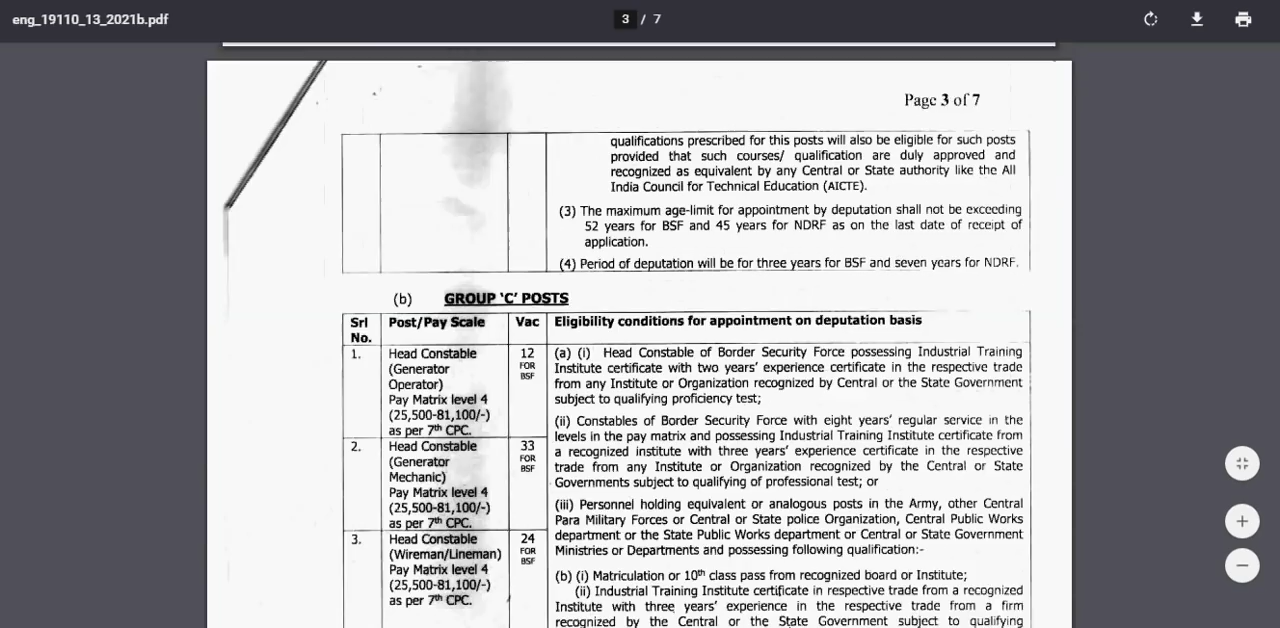 eng_19110_13_2021b.pdf
3 / 7
Page 3 of 7
qualifications prescribed for this posts will also be eligible for such posts
provided that such courses/ qualification are duly approved and
recognized as equivalent by any Central or State authority like the All
India Council for Technical Education (AICTE).
(3) The maximum age-limit for appointment by deputation shall not be exceeding
52 years for BSF and 45 years for NDRF as on the last date of receipt of
application.
(4) Period of deputation will be for three years for BSF and seven years for NDRF.
(b) GROUP 'C' POSTS
Srl No.
Post/Pay Scale
Vac
Eligibility conditions for appointment on deputation basis
1.
Head Constable
(Generator
Operator)
Pay Matrix level 4
(25,500-81,100/-)
as per 7th CPC.
12
FOR
BSF
2.
Head Constable
(Generator
Mechanic)
Pay Matrix level 4
(25,500-81,100/-)
as per 7th CPC.
33
FOR
BSF
3.
Head Constable
(Wireman/Lineman)
Pay Matrix level 4
(25,500-81,100/-)
as per 7th CPC.
24
FOR
BSF
(a) (i) Head Constable of Border Security Force possessing Industrial Training
Institute certificate with two years' experience certificate in the respective trade
from any Institute or Organization recognized by Central or the State Government
subject to qualifying proficiency test;
(ii) Constables of Border Security Force with eight years' regular service in the
levels in the pay matrix and possessing Industrial Training Institute certificate from
a recognized institute with three years' experience certificate in the respective
trade from any Institute or Organization recognized by the Central or State
Governments subject to qualifying of professional test; or
(iii) Personnel holding equivalent or analogous posts in the Army, other Central
Para Military Forces or Central or State police Organization, Central Public Works
department or the State Public Works department or Central or State Government
Ministries or Departments and possessing following qualification:-
(b) (i) Matriculation or 10th class pass from recognized board or Institute;
(ii) Industrial Training Institute certificate in respective trade from a recognized
Institute with three years' experience in the respective trade from a firm
recognized by the Central or the State Government subject to qualifying